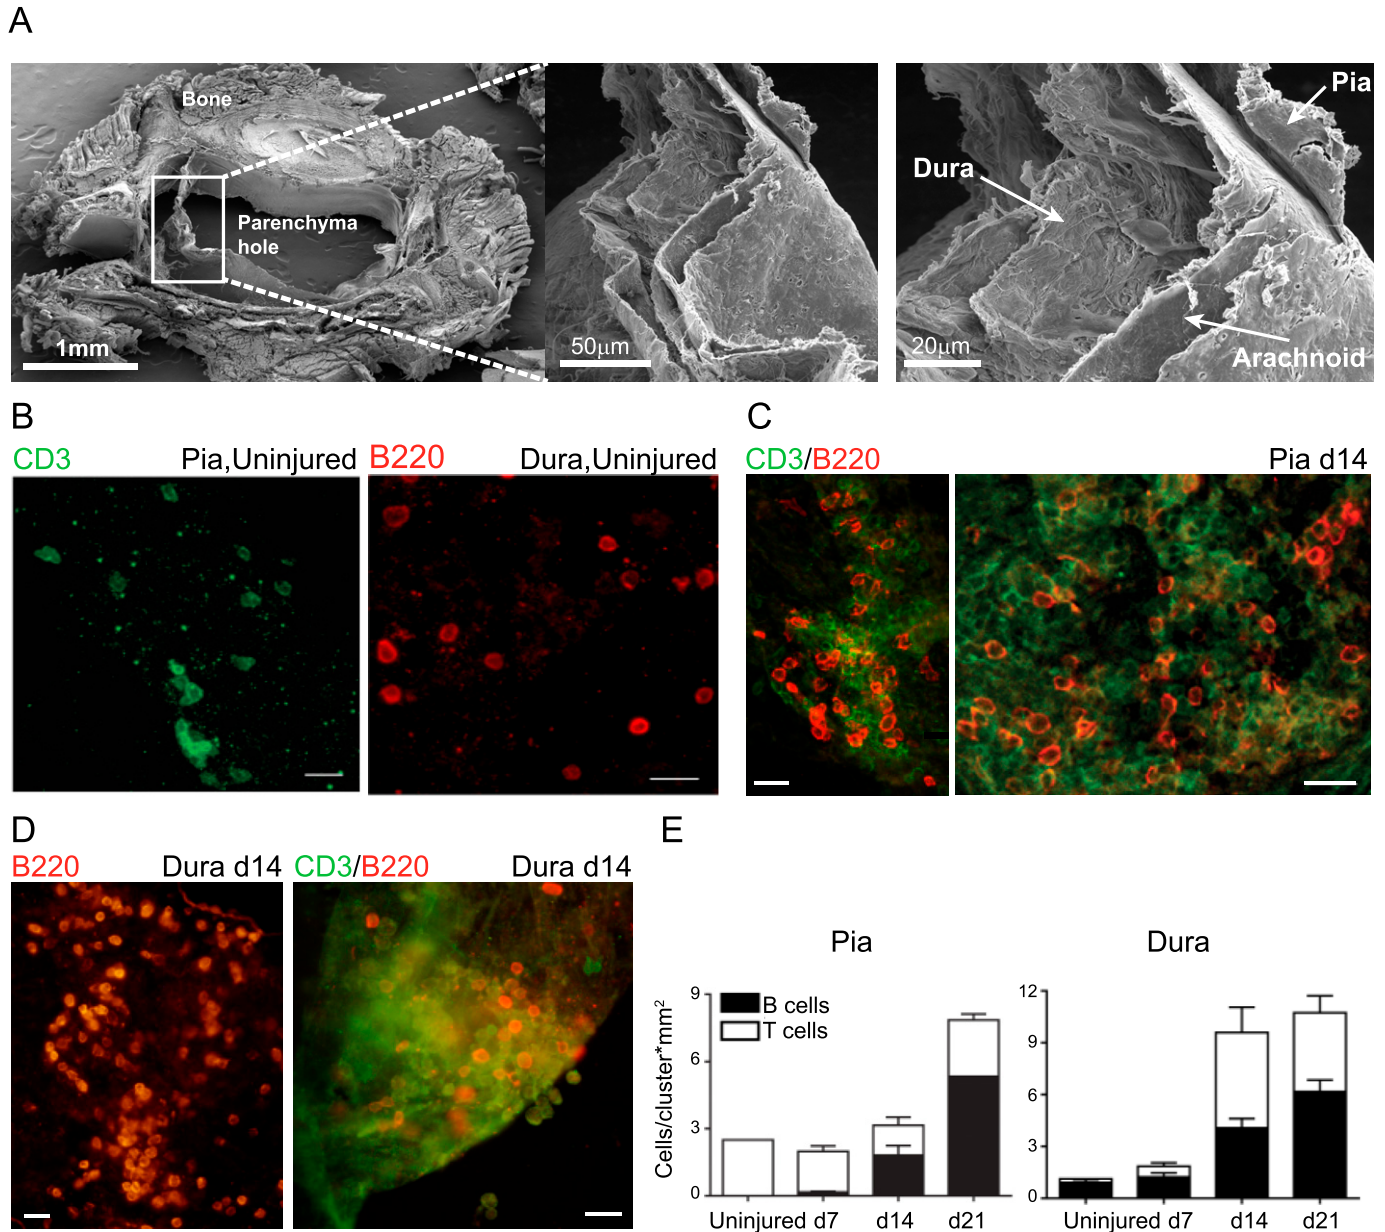 A
Bone
Parenchyma
hole
1mm
50μm
Dura
Pia
Arachnoid
20μm
B
CD3
Pia,Uninjured
B220
Dura,Uninjured
C
CD3/B220
Pia d14
D
B220
Dura d14
CD3/B220
Dura d14
E
Pia
Cells/cluster*mm²
9
6
3
0
B cells
T cells
Uninjured d7 d14 d21
Dura
12
9
6
3
0
Uninjured d7 d14 d21